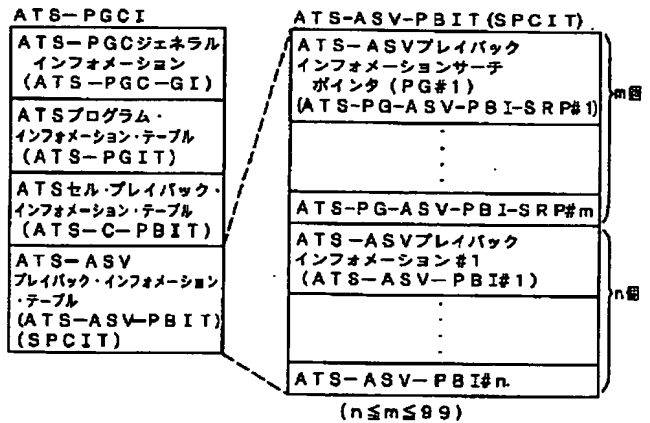 ATS-PGCI
ATS-PGCジェネラル
インフォメーション
(ATS-PGC-GI)
ATSプログラム・
インフォメーション・テーブル
(ATS-PGIT)
ATSセル・プレイバック・
インフォメーション・テーブル
(ATS-C-PBIT)
ATS-ASV
プレイバック・インフォメーション
・テーブル
(ATS-ASV-PBIT)
(SPCIT)
ATS-ASV-PBIT(SPCIT)
ATS-ASVプレイバック
インフォメーションサーチ
ポインタ(PG#1)
(ATS-PG-ASV-PBI-SRP#1)
ATS-PG-ASV-PBI-SRP#m
ATS-ASVプレイバック
インフォメーション#1
(ATS-ASV-PBI#1)
ATS-ASV-PBI#n
m個
n個
(n≦m≦99)